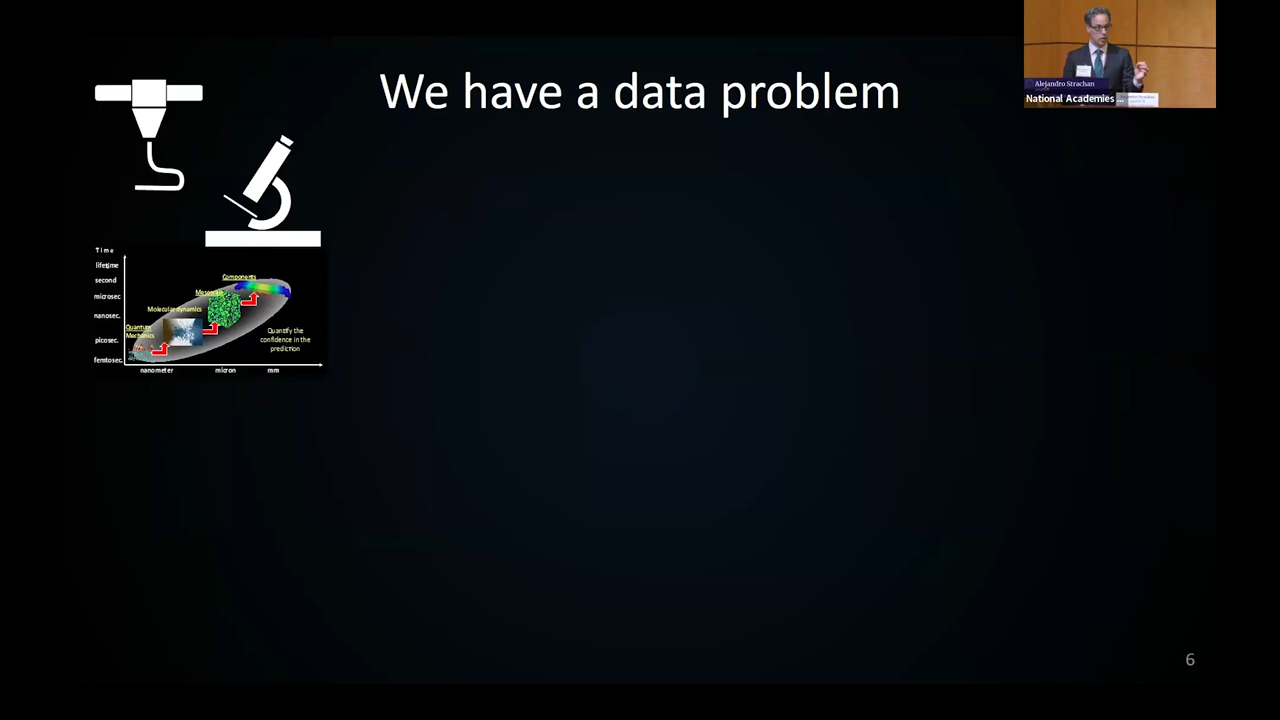 We have a data problem
Alejandro Strachan
National Academies ...
Time
lifetime
second
microsec
nanosec.
picosec.
femtosec.
Components
Molecular dynamics
Quantum
Mechanics
Quantify the
confidence in the
prediction
nanometer
micron
mm
6